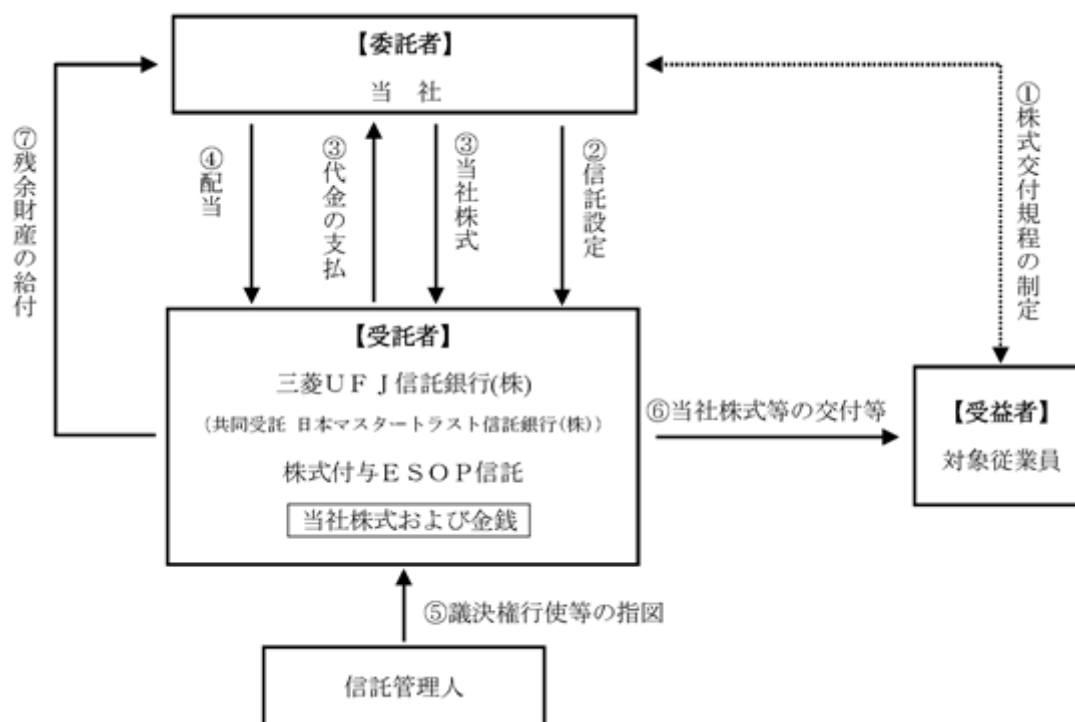 【委託者】
当 社
⑦残余財産の給付
④配当
③代金の支払
③当社株式
②信託設定
①株式交付規程の制定
【受託者】
三菱UFJ信託銀行(株)
(共同受託 日本マスタートラスト信託銀行(株))
株式付与ESOP信託
当社株式および金銭
⑥当社株式等の交付等
【受益者】
対象従業員
⑤議決権行使等の指図
信託管理人